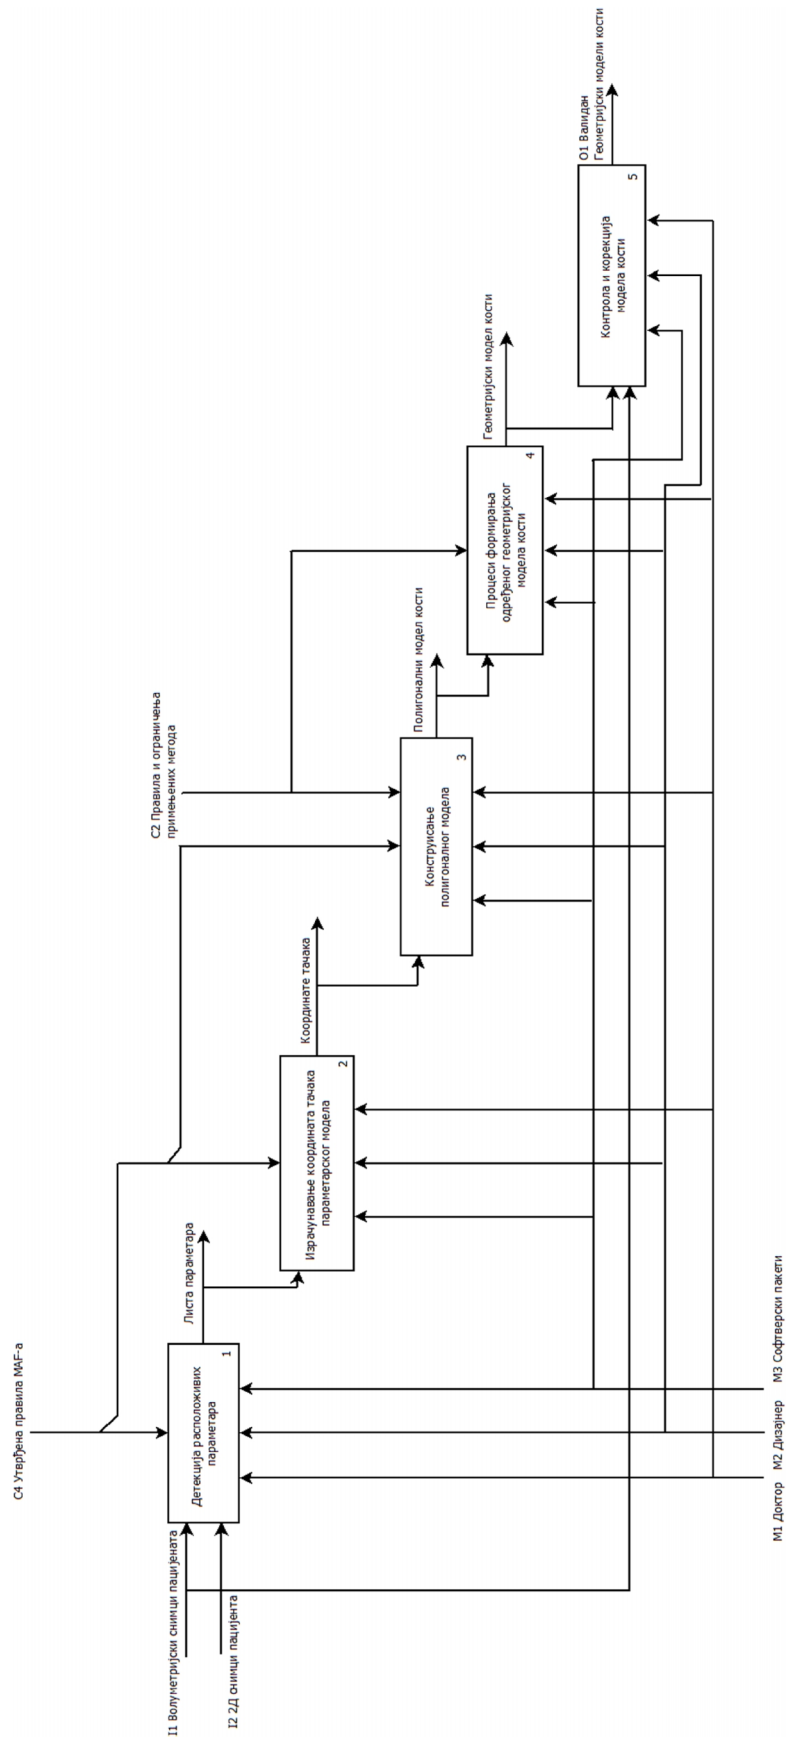 C4 Утврђена правила MAF-a
C2 Правила и ограничења
примењених метода
I1 Волуметријски снимци пацијената
I2 2Д снимци пацијента
Детекција расположивих
параметара
1
Листа параметара
Израчунавање координата тачака
параметарског модела
2
Координате тачака
Конструисање
полигоналног модела
3
Полигонални модел кости
Процеси формирања
одређеног геометријског
модела кости
4
Геометријски модел кости
Контрола и корекција
модела кости
5
O1 Валидан
Геометријски модели кости
M1 Доктор
M2 Дизајнер
M3 Софтверски пакети